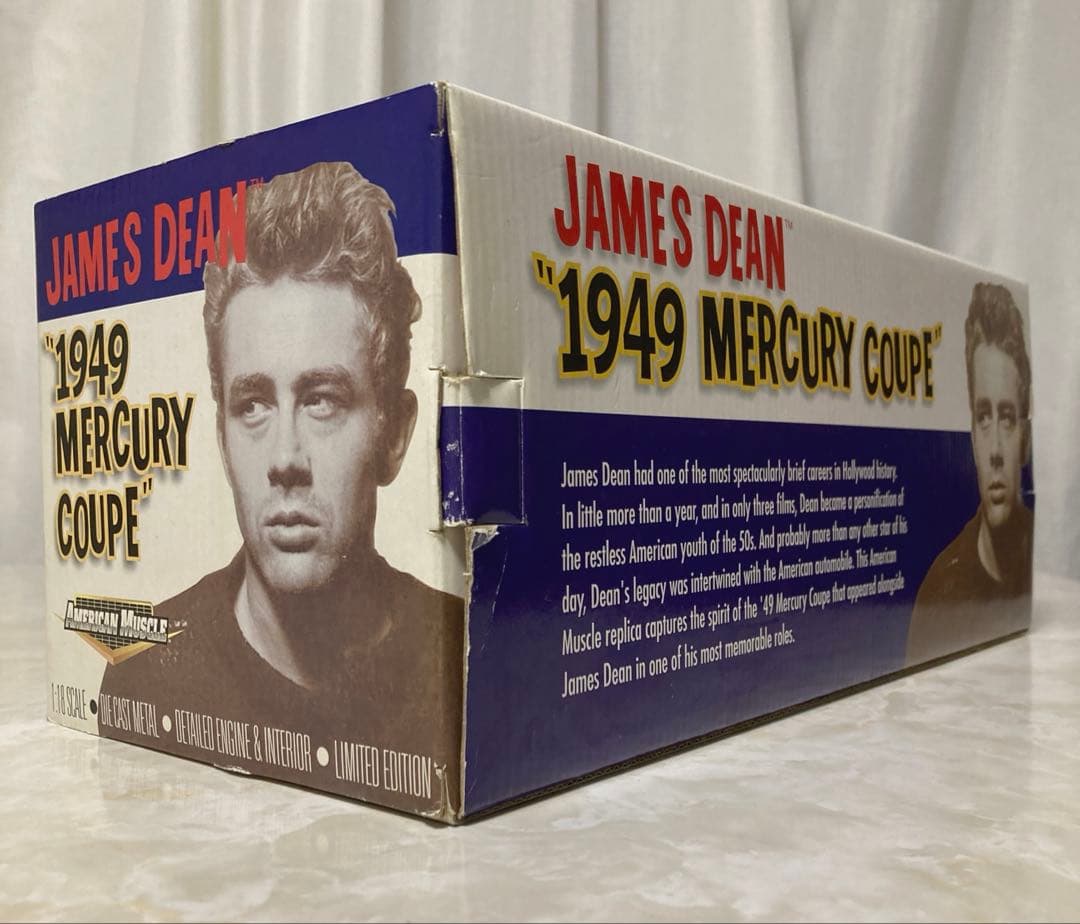 JAMES DEAN™
"1949
MERCURY
COUPE"
AMERICAN MUSCLE
1:18 SCALE ● DIE CAST METAL ● DETAILED ENGINE & INTERIOR ● LIMITED EDITION
JAMES DEAN™
"1949 MERCURY COUPE"
James Dean had one of the most spectacularly brief careers in Hollywood history.
In little more than a year, and in only three films, Dean became a personification of
the restless American youth of the 50s. And probably more than any other star of his
day, Dean's legacy was intertwined with the American automobile. This American
Muscle replica captures the spirit of the '49 Mercury Coupe that appeared alongside
James Dean in one of his most memorable roles.